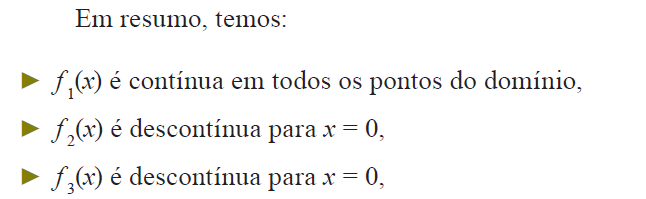 Em resumo, temos:
► f₁(x) é contínua em todos os pontos do domínio,
► f₂(x) é descontínua para x = 0,
► f₃(x) é descontínua para x = 0,